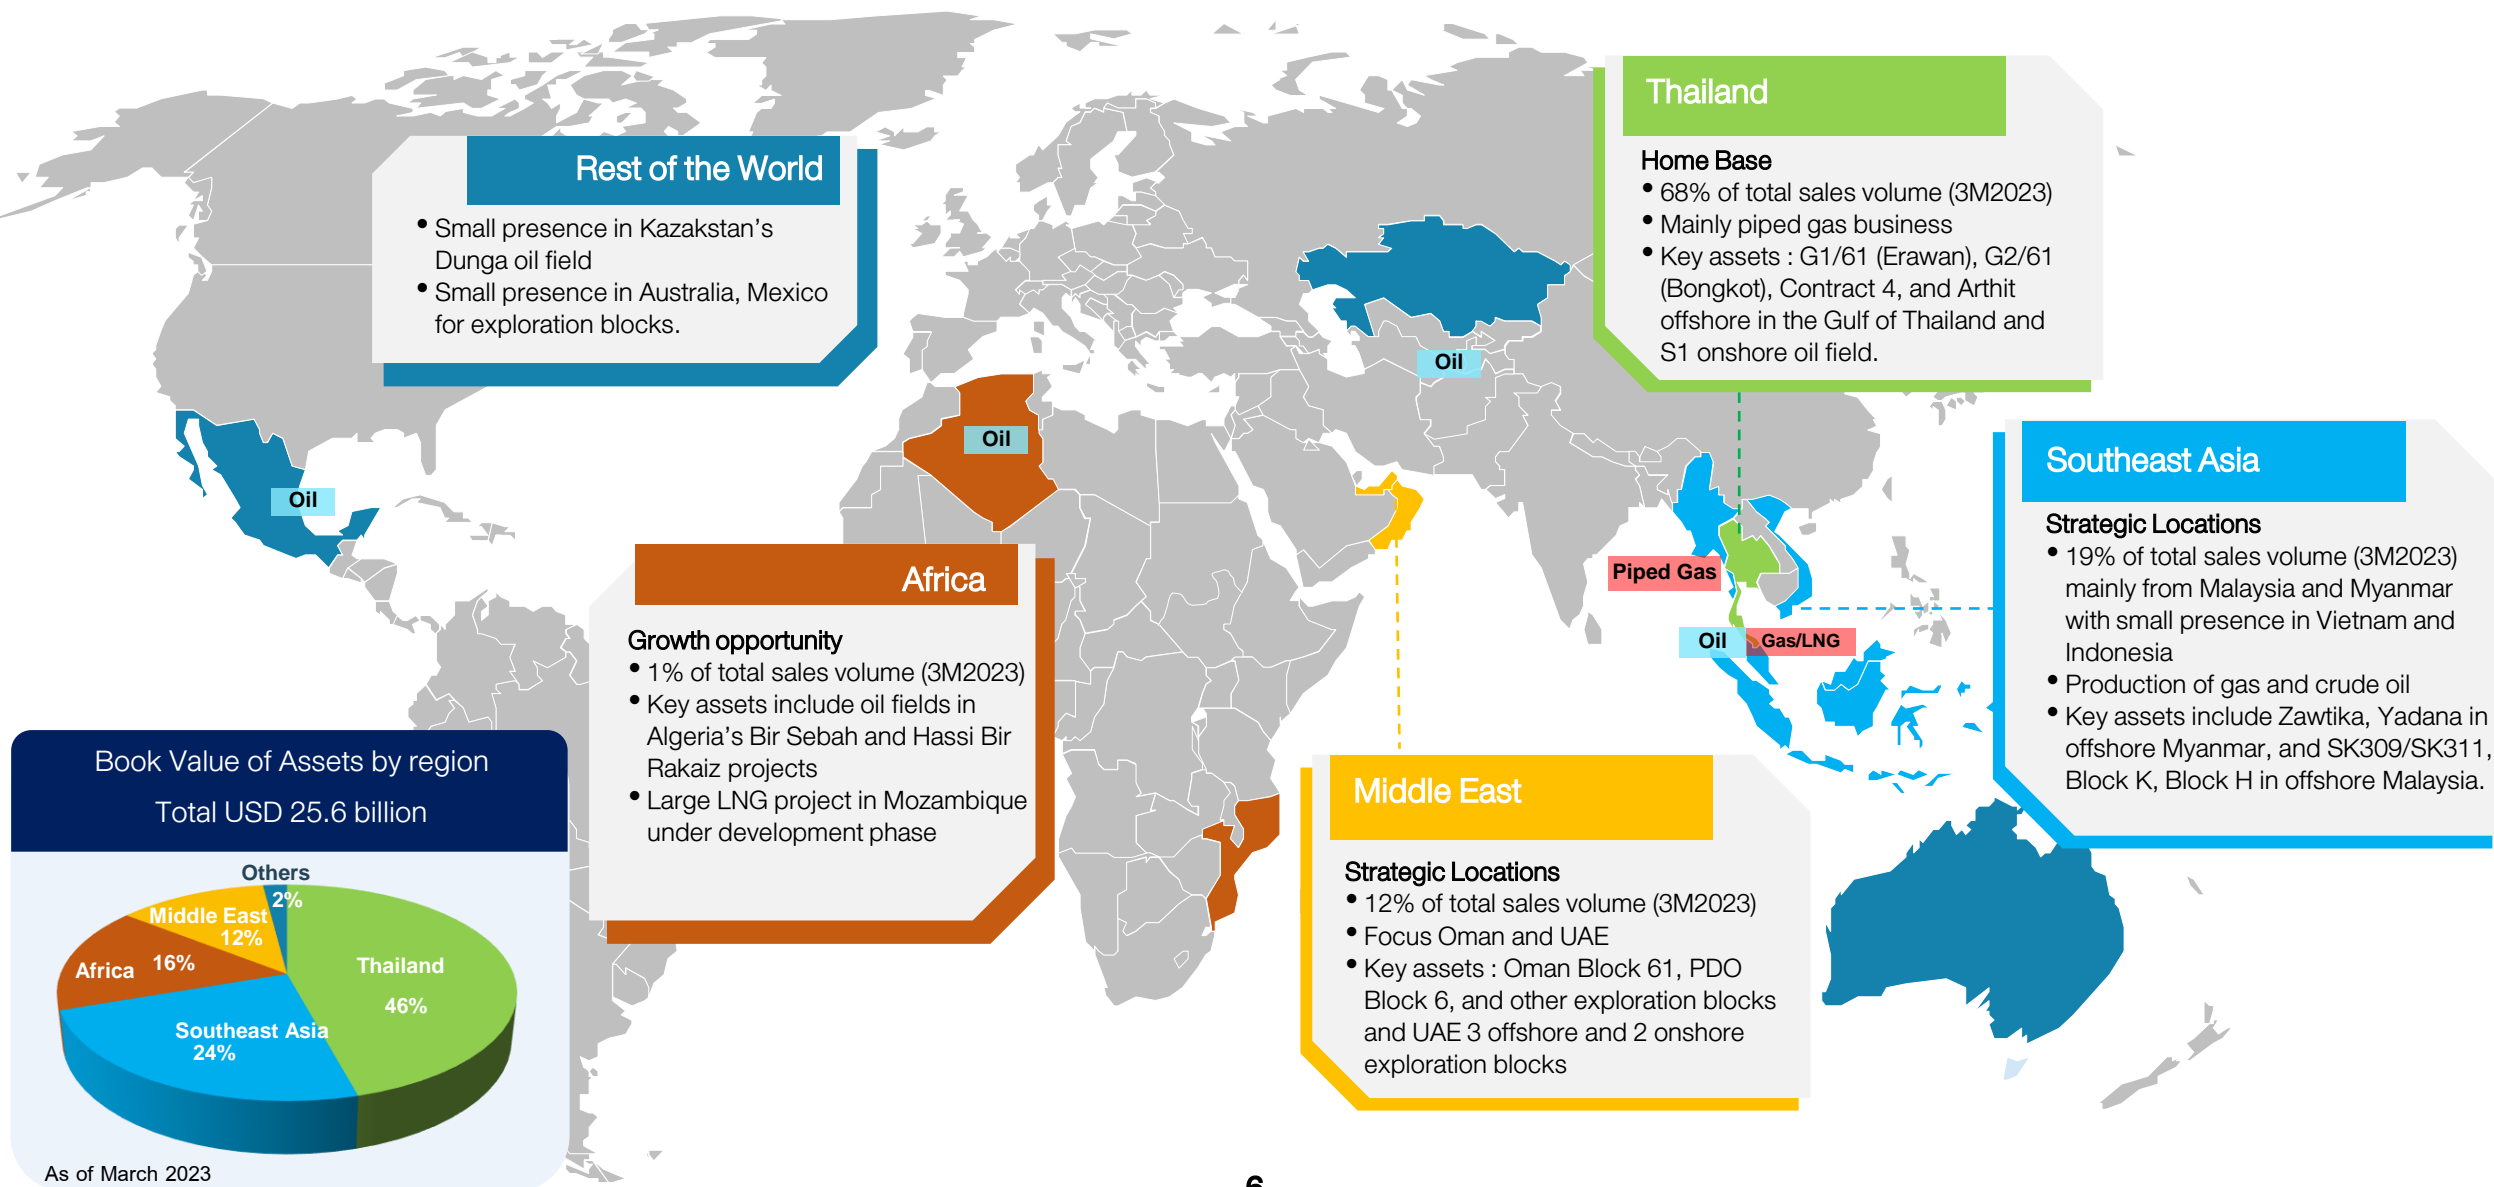 Rest of the World
• Small presence in Kazakstan's
Dunga oil field
• Small presence in Australia, Mexico
for exploration blocks.
Thailand
Home Base
• 68% of total sales volume (3M2023)
• Mainly piped gas business
• Key assets : G1/61 (Erawan), G2/61
(Bongkot), Contract 4, and Arthit
offshore in the Gulf of Thailand and
S1 onshore oil field.
Oil
Oil
Oil
Southeast Asia
Strategic Locations
• 19% of total sales volume (3M2023)
mainly from Malaysia and Myanmar
with small presence in Vietnam and
Indonesia
• Production of gas and crude oil
• Key assets include Zawtika, Yadana in
offshore Myanmar, and SK309/SK311,
Block K, Block H in offshore Malaysia.
Piped Gas
Oil
Gas/LNG
Africa
Growth opportunity
• 1% of total sales volume (3M2023)
• Key assets include oil fields in
Algeria's Bir Sebah and Hassi Bir
Rakaiz projects
• Large LNG project in Mozambique
under development phase
Middle East
Strategic Locations
• 12% of total sales volume (3M2023)
• Focus Oman and UAE
• Key assets : Oman Block 61, PDO
Block 6, and other exploration blocks
and UAE 3 offshore and 2 onshore
exploration blocks
Book Value of Assets by region
Total USD 25.6 billion
Others
2%
Middle East
12%
Africa 16%
Thailand
46%
Southeast Asia
24%
As of March 2023
6